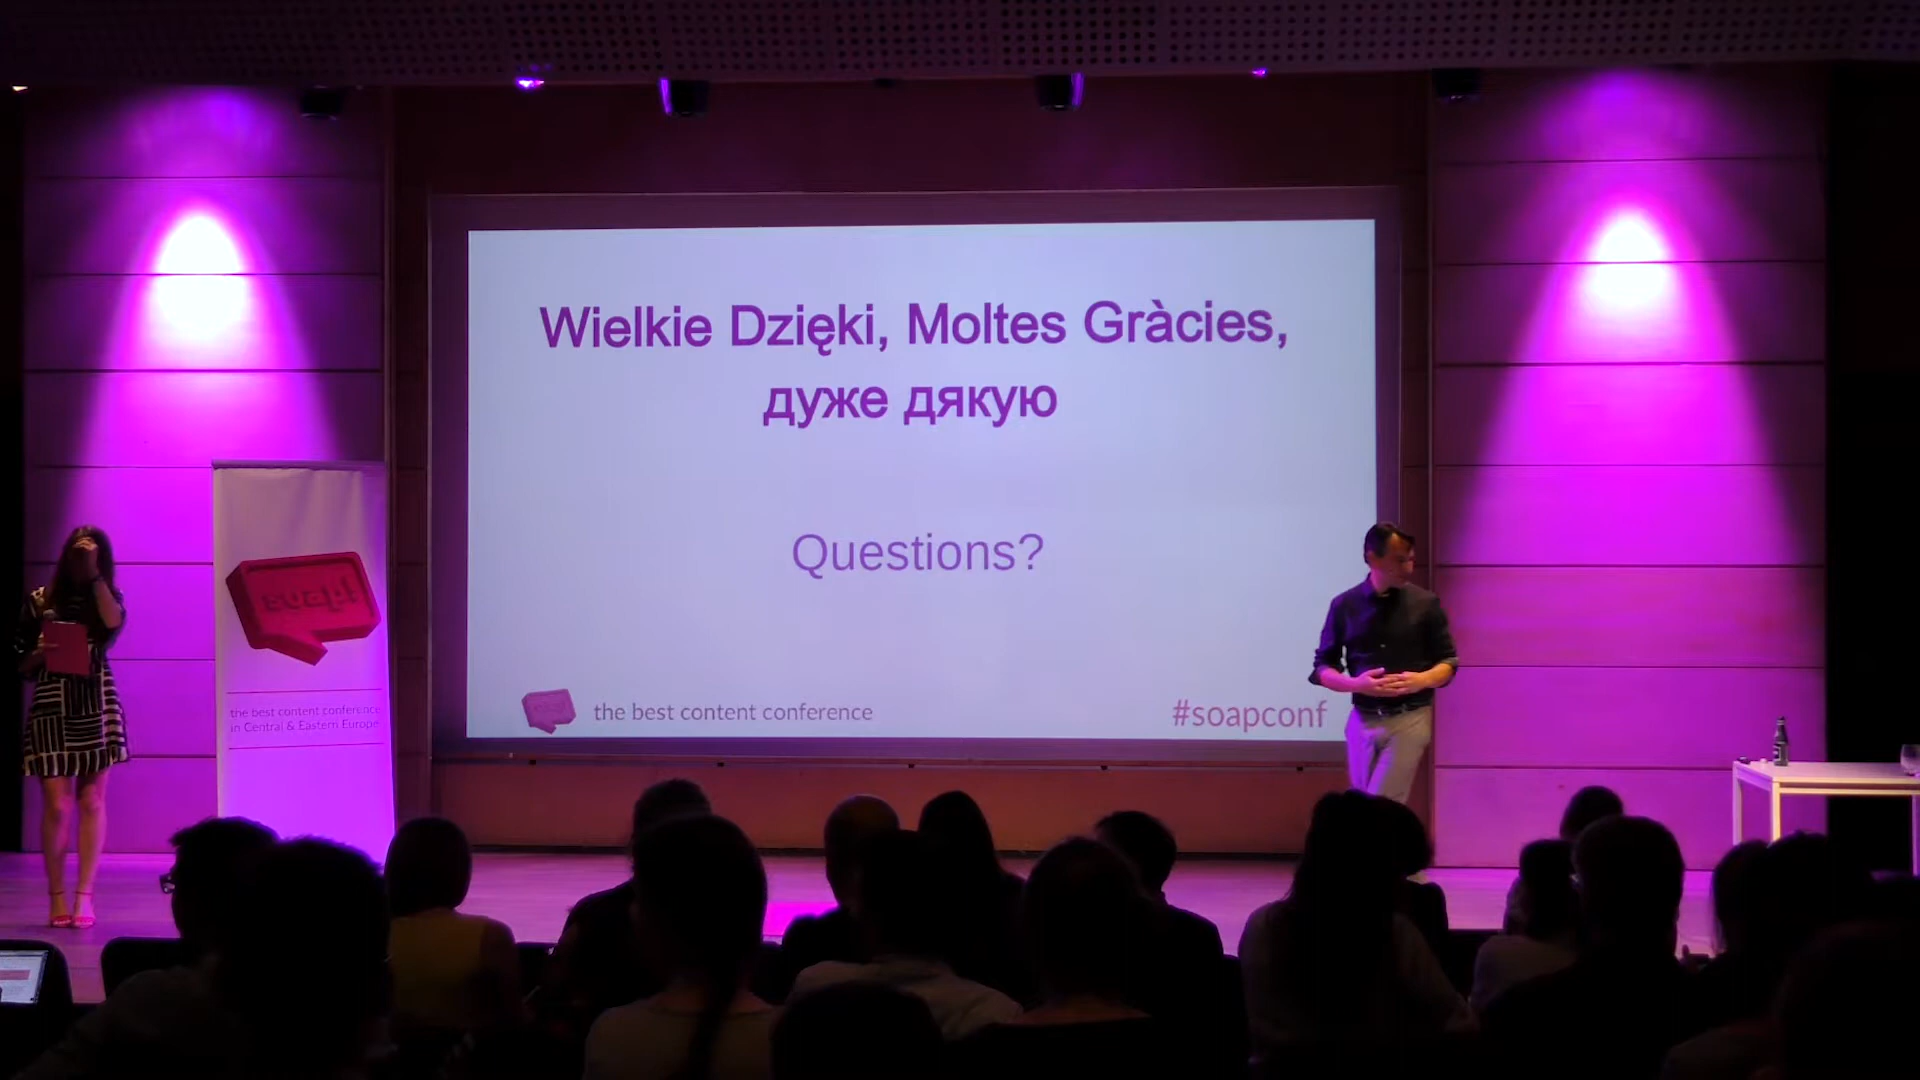 Wielkie Dzięki, Moltes Gràcies,
дуже дякую
Questions?
the best content conference
#soapconf
soap!
the best content conference
in Central & Eastern Europe